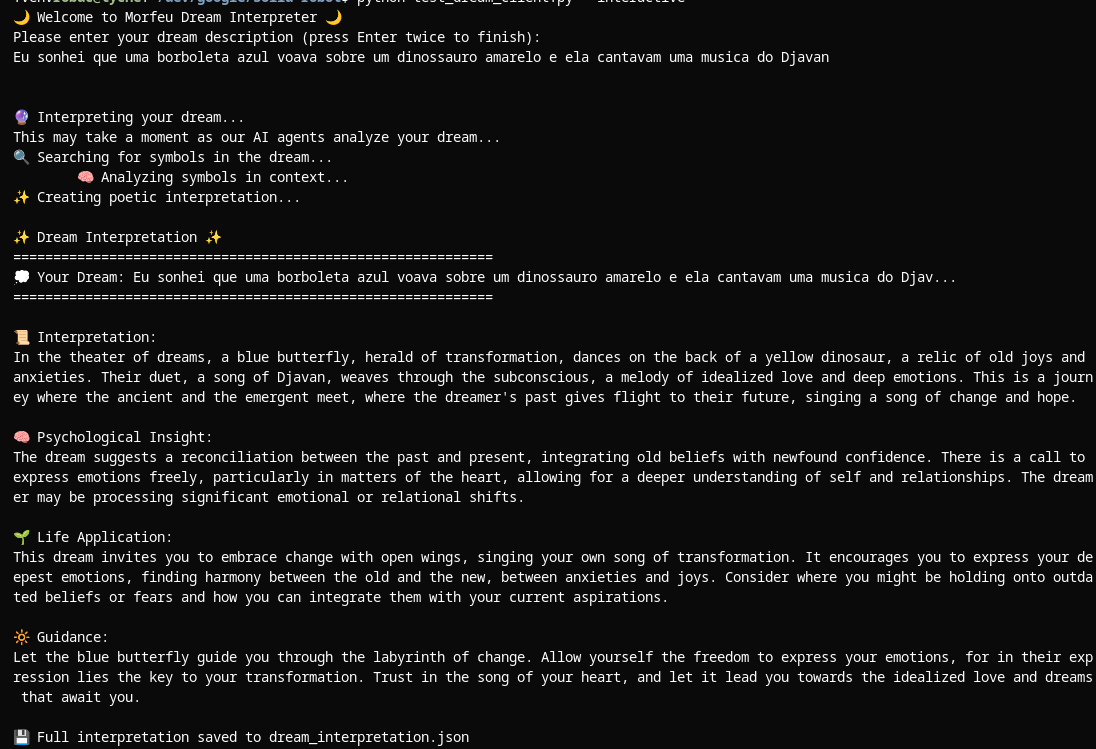 python test_dream_client.py --interactive
🌙 Welcome to Morfeu Dream Interpreter 🌙
Please enter your dream description (press Enter twice to finish):
Eu sonhei que uma borboleta azul voava sobre um dinossauro amarelo e ela cantavam uma musica do Djavan
🔮 Interpreting your dream...
This may take a moment as our AI agents analyze your dream...
🔍 Searching for symbols in the dream...
🧠 Analyzing symbols in context...
✨ Creating poetic interpretation...
✨ Dream Interpretation ✨
============================================================
💭 Your Dream: Eu sonhei que uma borboleta azul voava sobre um dinossauro amarelo e ela cantavam uma musica do Djav...
============================================================
📜 Interpretation:
In the theater of dreams, a blue butterfly, herald of transformation, dances on the back of a yellow dinosaur, a relic of old joys and
anxieties. Their duet, a song of Djavan, weaves through the subconscious, a melody of idealized love and deep emotions. This is a journ
ey where the ancient and the emergent meet, where the dreamer's past gives flight to their future, singing a song of change and hope.
🧠 Psychological Insight:
The dream suggests a reconciliation between the past and present, integrating old beliefs with newfound confidence. There is a call to
express emotions freely, particularly in matters of the heart, allowing for a deeper understanding of self and relationships. The dream
er may be processing significant emotional or relational shifts.
🌱 Life Application:
This dream invites you to embrace change with open wings, singing your own song of transformation. It encourages you to express your de
epest emotions, finding harmony between the old and the new, between anxieties and joys. Consider where you might be holding onto outda
ted beliefs or fears and how you can integrate them with your current aspirations.
🔆 Guidance:
Let the blue butterfly guide you through the labyrinth of change. Allow yourself the freedom to express your emotions, for in their exp
ression lies the key to your transformation. Trust in the song of your heart, and let it lead you towards the idealized love and dreams
that await you.
💾 Full interpretation saved to dream_interpretation.json